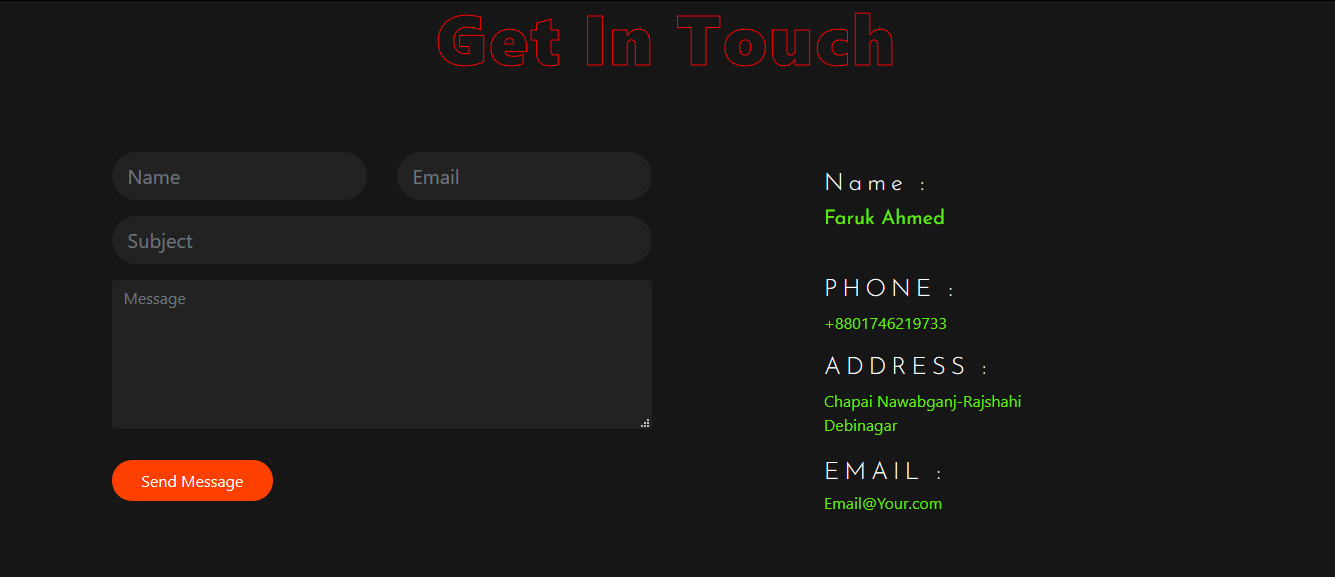 Get In Touch
Name
Email
Subject
Message
Send Message
Name :
Faruk Ahmed
PHONE :
+8801746219733
ADDRESS :
Chapai Nawabganj-Rajshahi
Debinagar
EMAIL :
Email@Your.com